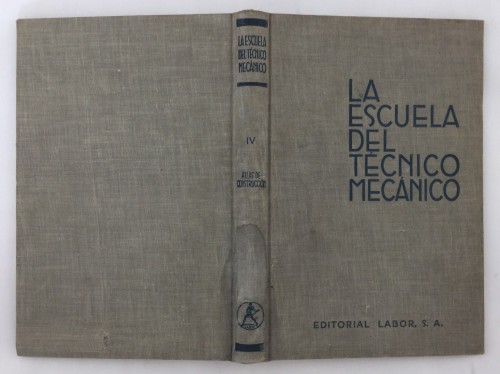 LA ESCUELA
DEL TÉCNICO
MECÁNICO
IV
LA
ESCUELA
DEL
TÉCNICO
MECÁNICO
EDITORIAL LABOR, S. A.